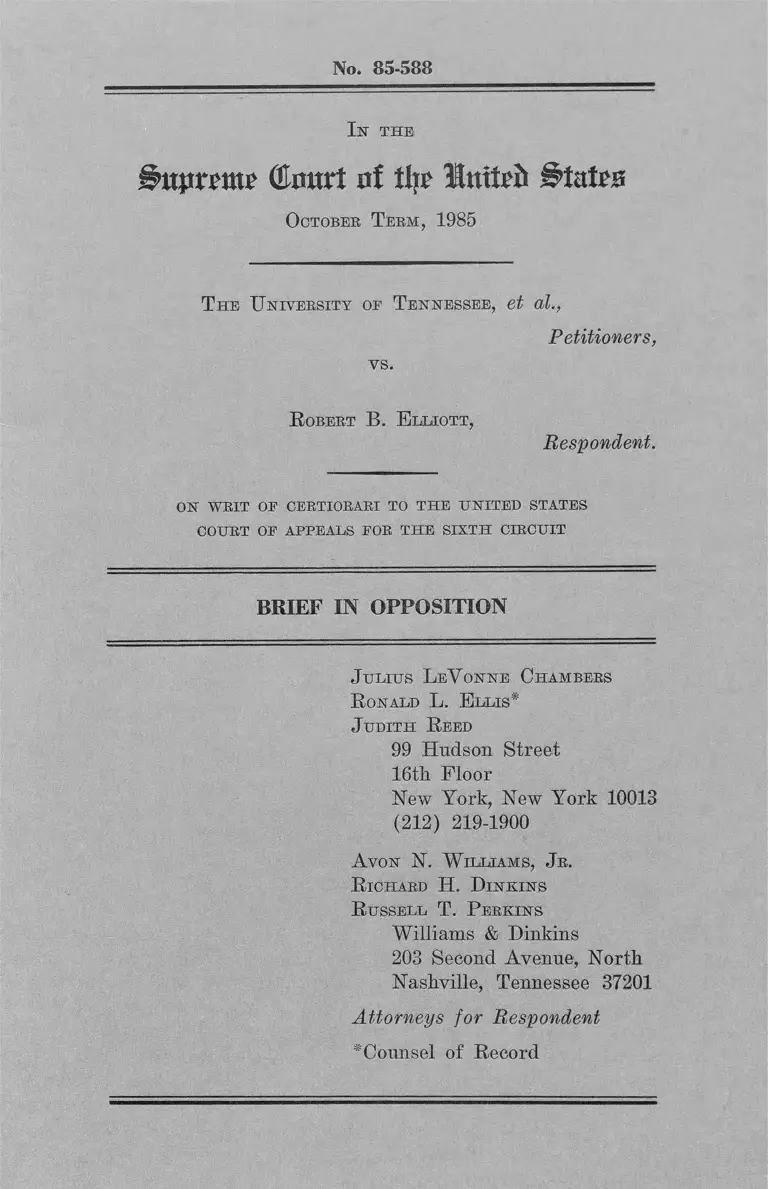 No. 85-588
In the
Supreme Court of the United States
October Term, 1985
The University of Tennessee, et al.,
Petitioners,
vs.
Robert B. Elliott,
Respondent.
ON WRIT OF CERTIORARI TO THE UNITED STATES
COURT OF APPEALS FOR THE SIXTH CIRCUIT
BRIEF IN OPPOSITION
Julius LeVonne Chambers
Ronald L. Ellis*
Judith Reed
99 Hudson Street
16th Floor
New York, New York 10013
(212) 219-1900
Avon N. Williams, Jr.
Richard H. Dinkins
Russell T. Perkins
Williams & Dinkins
203 Second Avenue, North
Nashville, Tennessee 37201
Attorneys for Respondent
*Counsel of Record